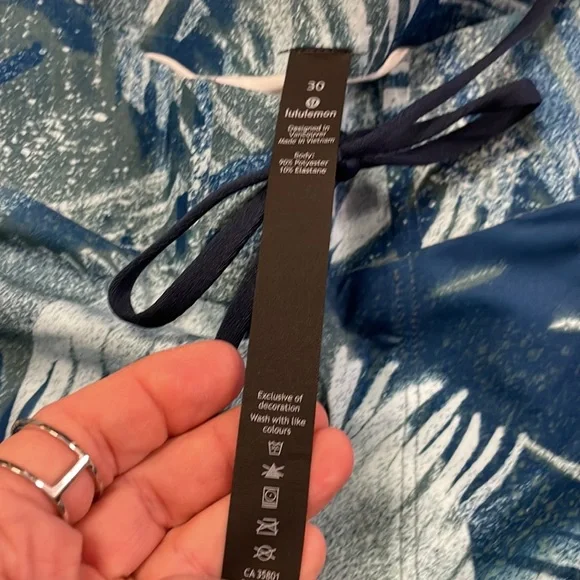 30
lululemon
Designed in
Vancouver
Made in Vietnam
Body:
90% Polyester
10% Elastane
Exclusive of
decoration
Wash with like
colours
CA 35801